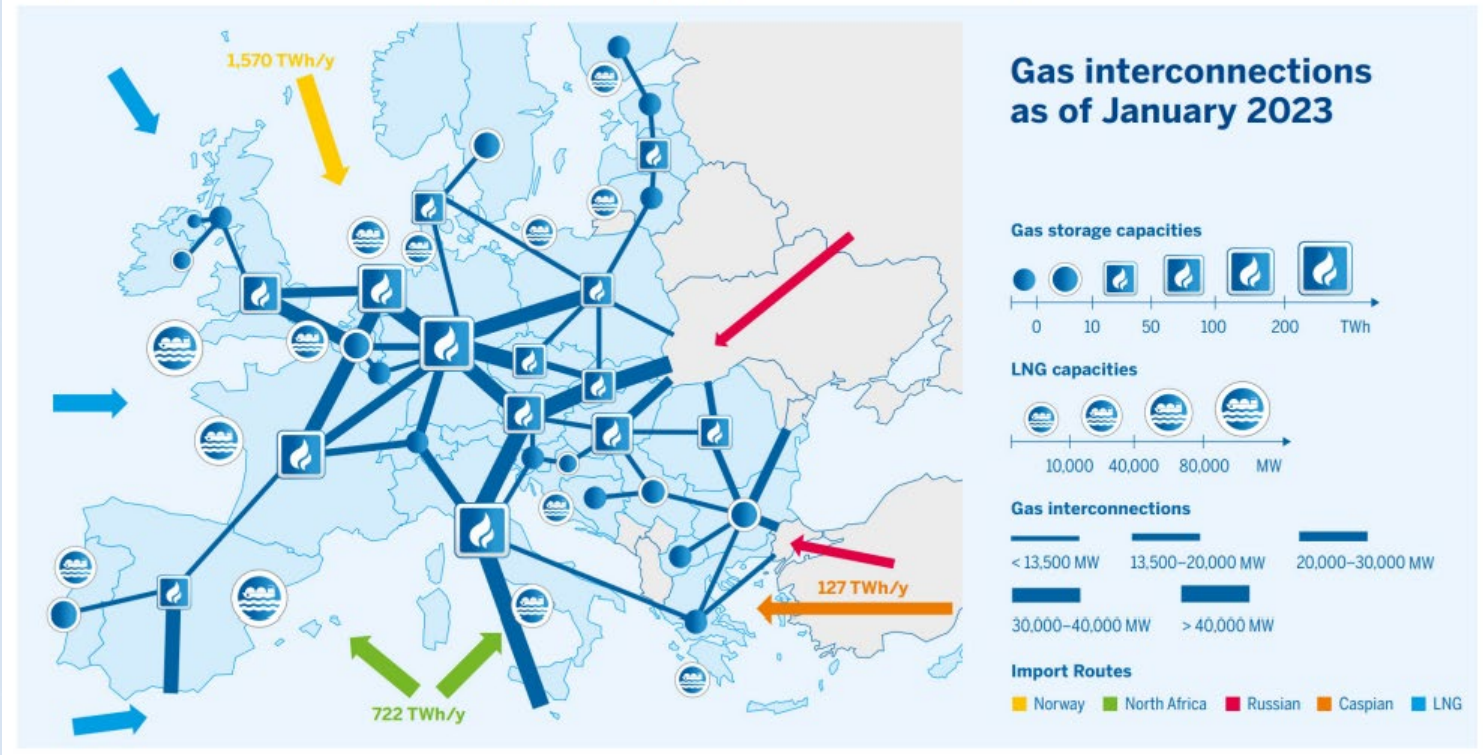 1,570 TWh/y
127 TWh/y
722 TWh/y
Gas interconnections
as of January 2023
Gas storage capacities
0 10 50 100 200 TWh
LNG capacities
10,000 40,000 80,000 MW
Gas interconnections
< 13,500 MW 13,500–20,000 MW 20,000–30,000 MW
30,000–40,000 MW > 40,000 MW
Import Routes
Norway North Africa Russian Caspian LNG